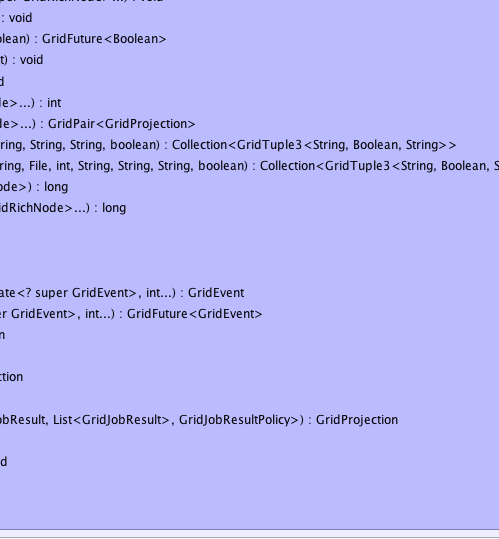 : void
olean) : GridFuture<Boolean>
t) : void
d
de>...) : int
de>...) : GridPair<GridProjection>
ring, String, String, boolean) : Collection<GridTuple3<String, Boolean, String>>
ring, File, int, String, String, String, boolean) : Collection<GridTuple3<String, Boolean, S
ode>) : long
idRichNode>...) : long
ate<? super GridEvent>, int...) : GridEvent
er GridEvent>, int...) : GridFuture<GridEvent>
n
ction
obResult, List<GridJobResult>, GridJobResultPolicy>) : GridProjection
d